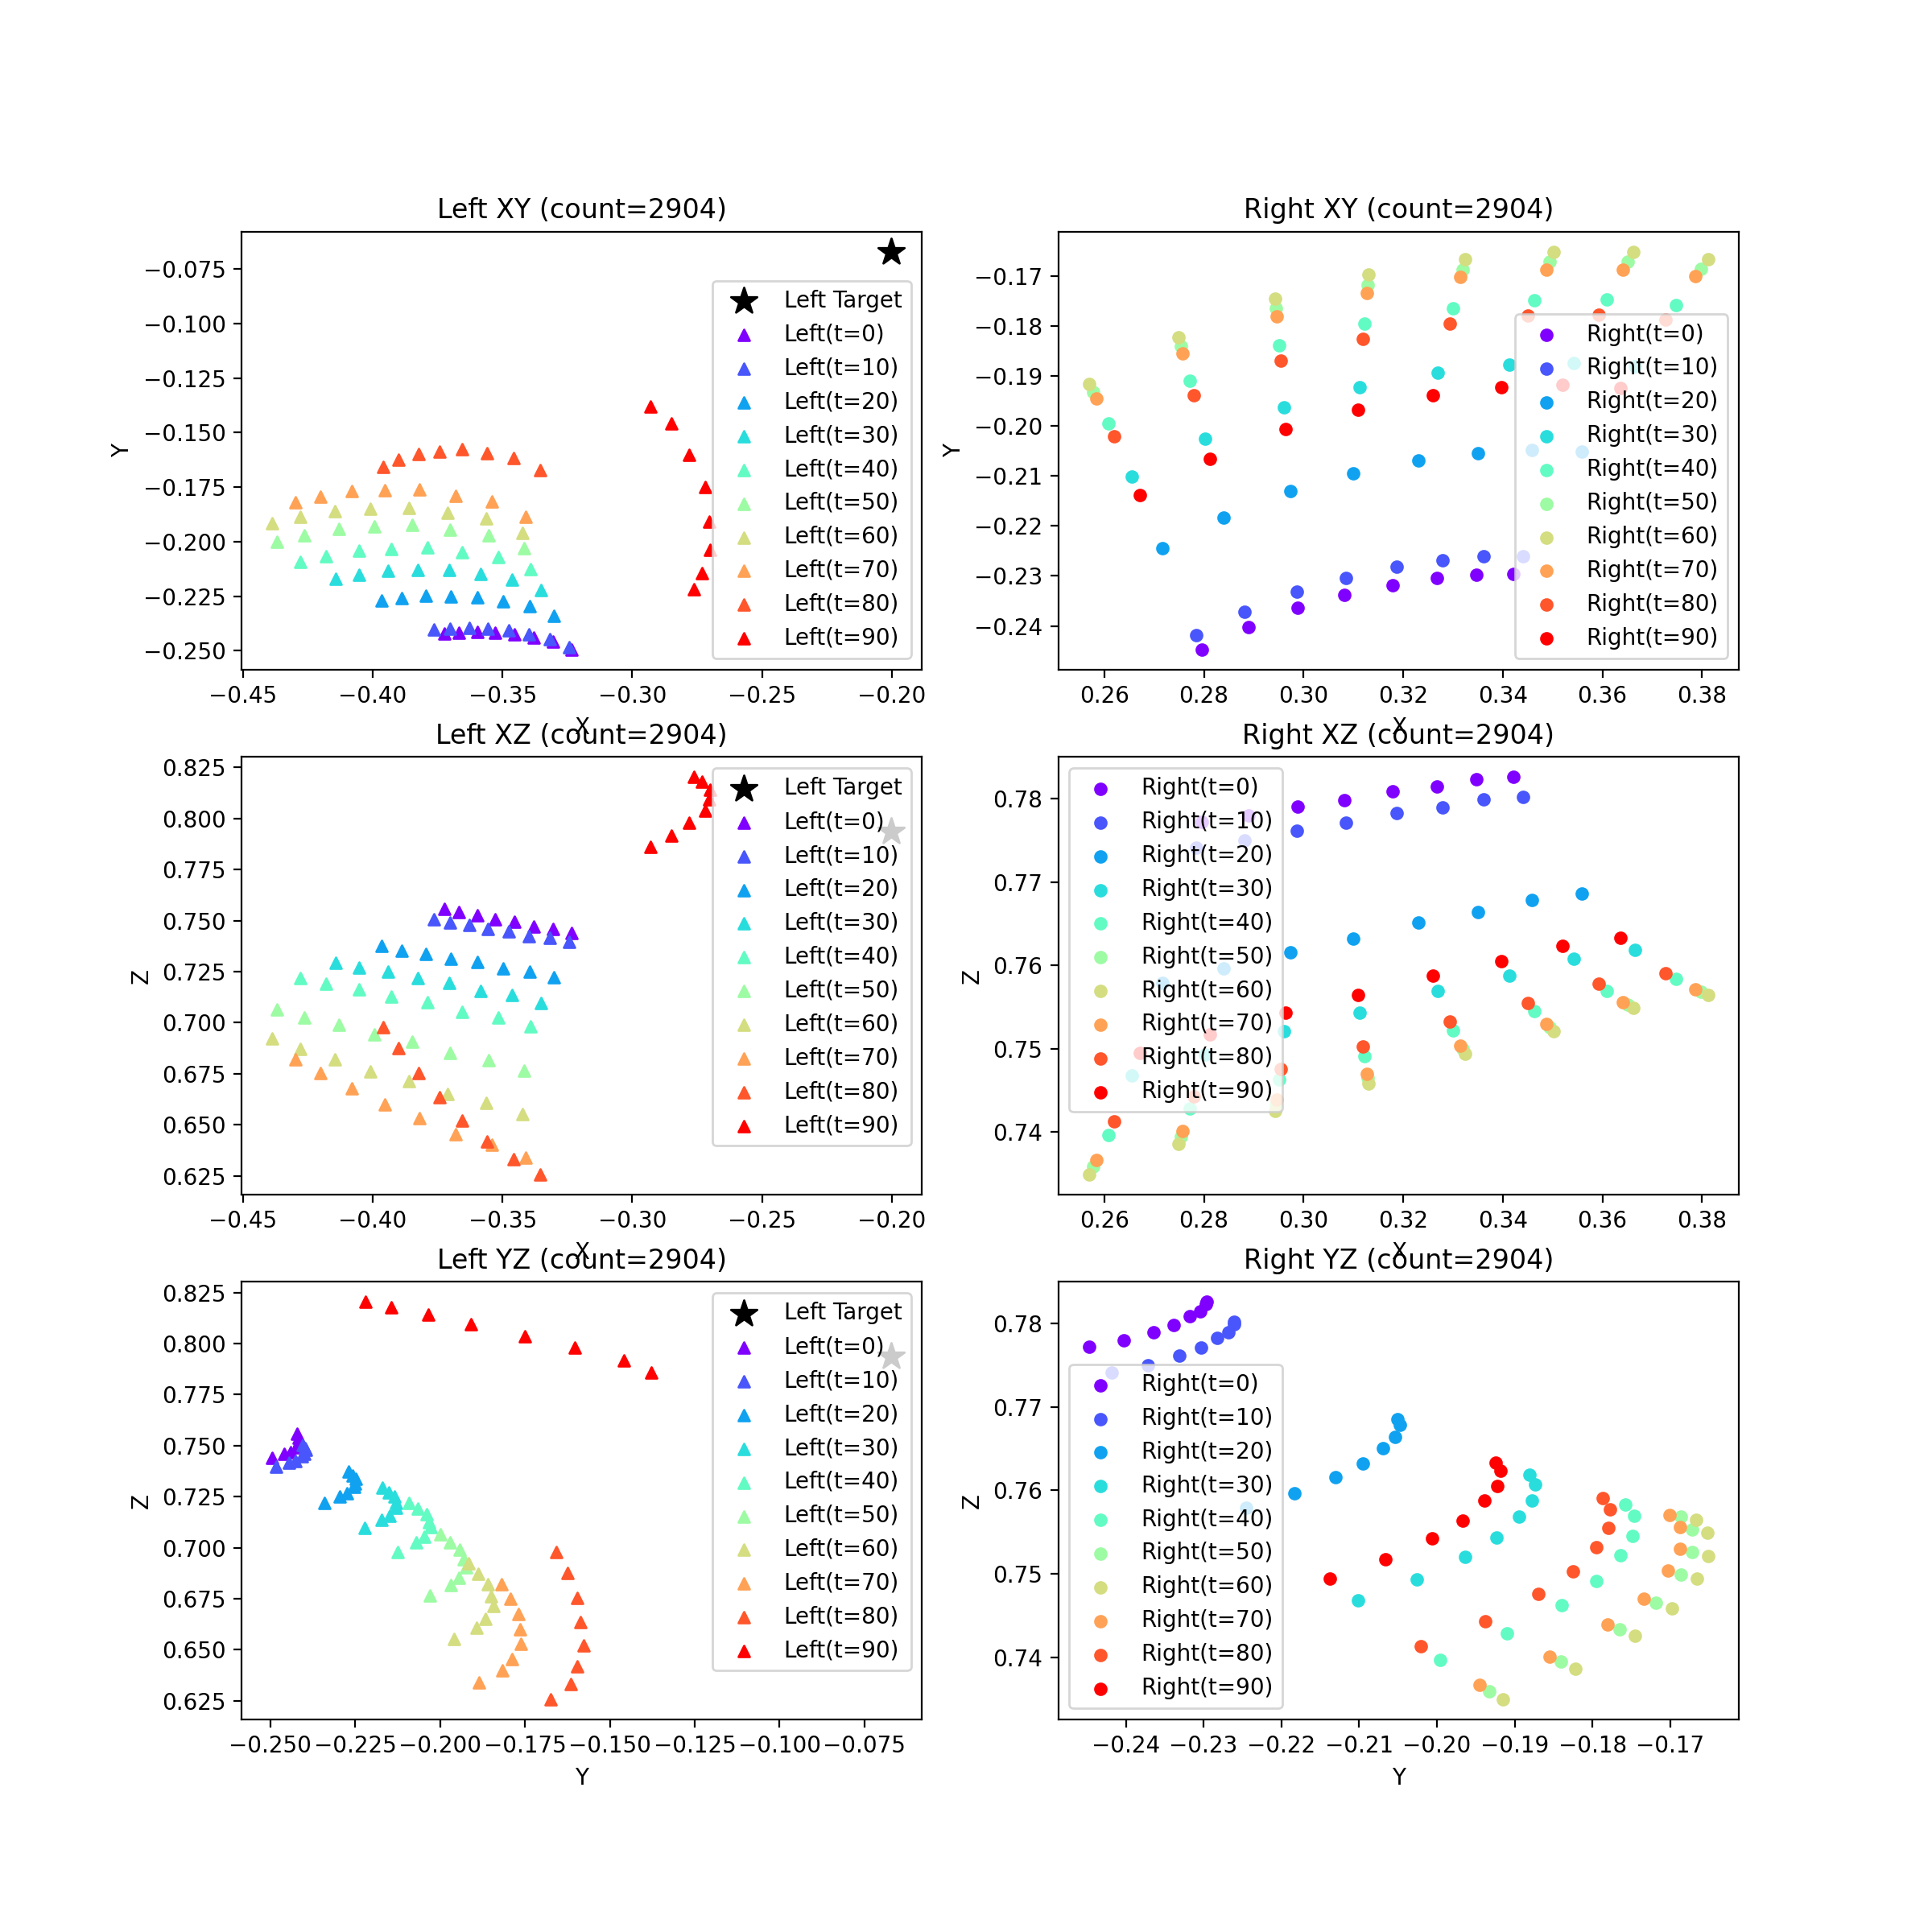 Left XY (count=2904)
Y
−0.075
−0.100
−0.125
−0.150
−0.175
−0.200
−0.225
−0.250
−0.45
−0.40
−0.35
−0.30
−0.25
−0.20
X
Left Target
Left(t=0)
Left(t=10)
Left(t=20)
Left(t=30)
Left(t=40)
Left(t=50)
Left(t=60)
Left(t=70)
Left(t=80)
Left(t=90)
Right XY (count=2904)
Y
−0.17
−0.18
−0.19
−0.20
−0.21
−0.22
−0.23
−0.24
0.26
0.28
0.30
0.32
0.34
0.36
0.38
X
Right(t=0)
Right(t=10)
Right(t=20)
Right(t=30)
Right(t=40)
Right(t=50)
Right(t=60)
Right(t=70)
Right(t=80)
Right(t=90)
Left XZ (count=2904)
Z
0.825
0.800
0.775
0.750
0.725
0.700
0.675
0.650
0.625
−0.45
−0.40
−0.35
−0.30
−0.25
−0.20
X
Left Target
Left(t=0)
Left(t=10)
Left(t=20)
Left(t=30)
Left(t=40)
Left(t=50)
Left(t=60)
Left(t=70)
Left(t=80)
Left(t=90)
Right XZ (count=2904)
Z
0.78
0.77
0.76
0.75
0.74
0.26
0.28
0.30
0.32
0.34
0.36
0.38
X
Right(t=0)
Right(t=10)
Right(t=20)
Right(t=30)
Right(t=40)
Right(t=50)
Right(t=60)
Right(t=70)
Right(t=80)
Right(t=90)
Left YZ (count=2904)
Z
0.825
0.800
0.775
0.750
0.725
0.700
0.675
0.650
0.625
−0.250
−0.225
−0.200
−0.175
−0.150
−0.125
−0.100
−0.075
Y
Left Target
Left(t=0)
Left(t=10)
Left(t=20)
Left(t=30)
Left(t=40)
Left(t=50)
Left(t=60)
Left(t=70)
Left(t=80)
Left(t=90)
Right YZ (count=2904)
Z
0.78
0.77
0.76
0.75
0.74
−0.24
−0.23
−0.22
−0.21
−0.20
−0.19
−0.18
−0.17
Y
Right(t=0)
Right(t=10)
Right(t=20)
Right(t=30)
Right(t=40)
Right(t=50)
Right(t=60)
Right(t=70)
Right(t=80)
Right(t=90)